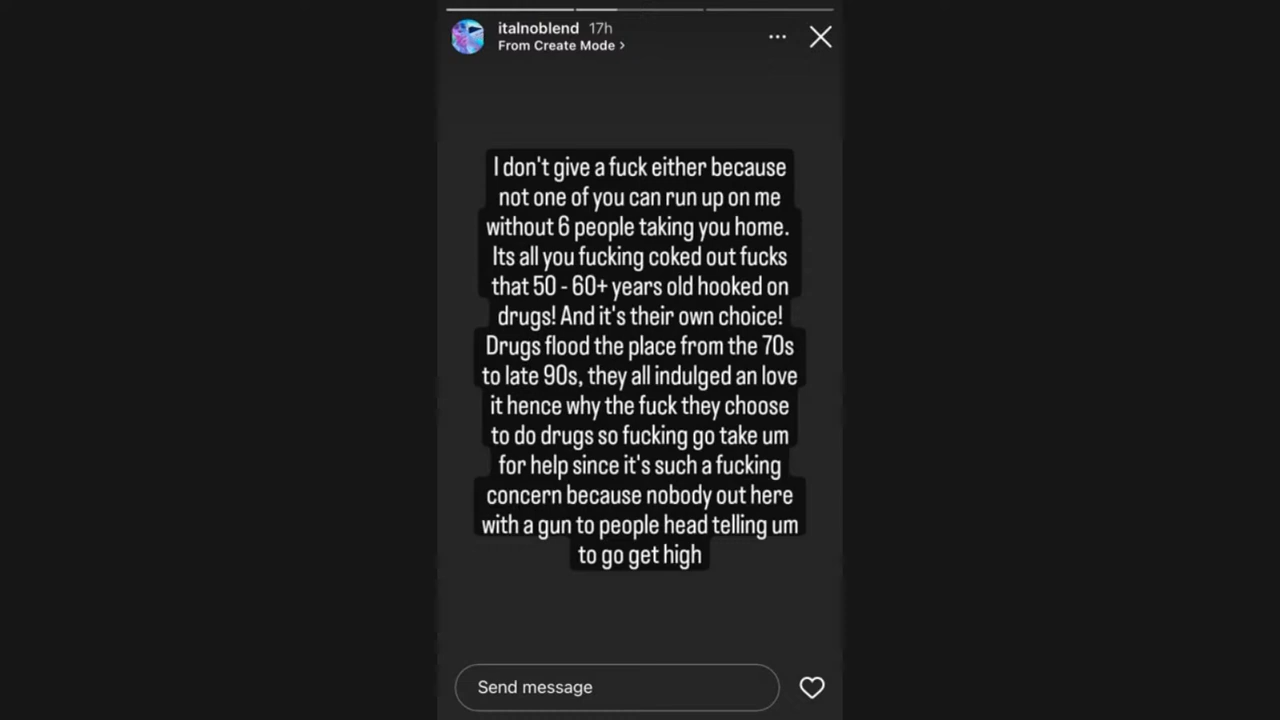 italnoblend 17h
From Create Mode >
I don't give a fuck either because
not one of you can run up on me
without 6 people taking you home.
Its all you fucking coked out fucks
that 50 - 60+ years old hooked on
drugs! And it's their own choice!
Drugs flood the place from the 70s
to late 90s, they all indulged an love
it hence why the fuck they choose
to do drugs so fucking go take um
for help since it's such a fucking
concern because nobody out here
with a gun to people head telling um
to go get high
Send message